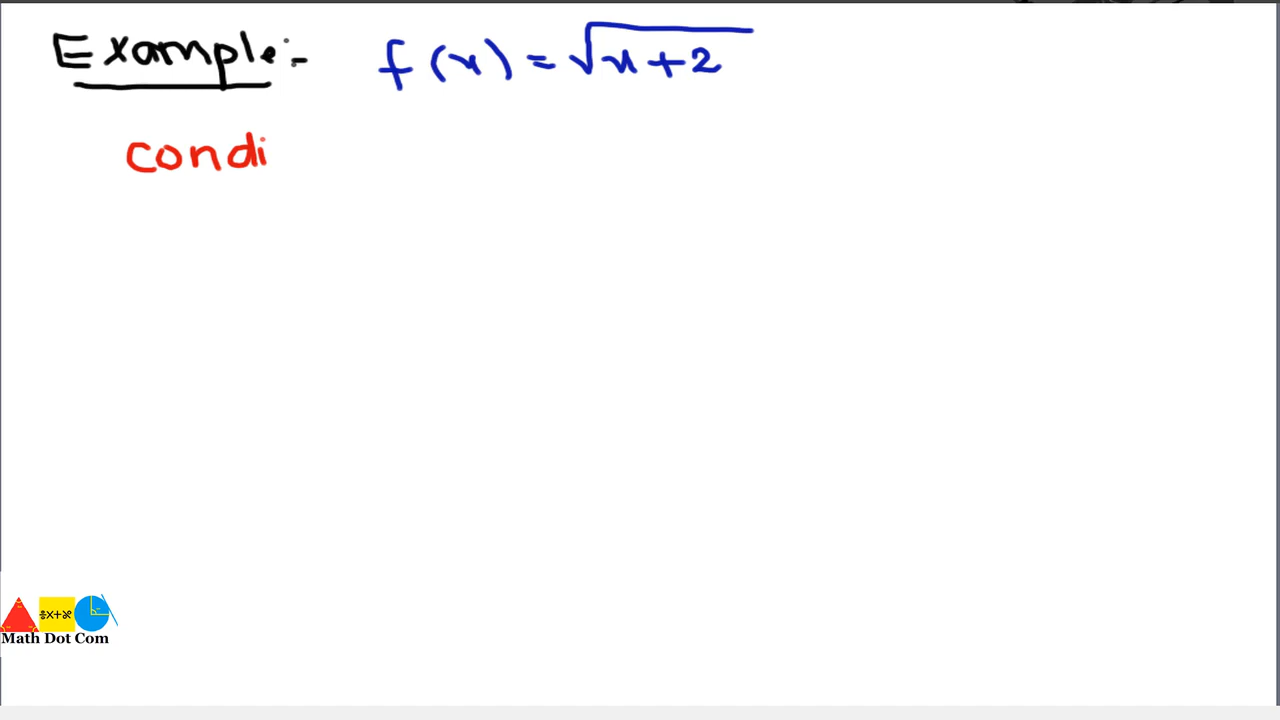 Example:- f(x) = √x+2
condi
÷x+%
Math Dot Com